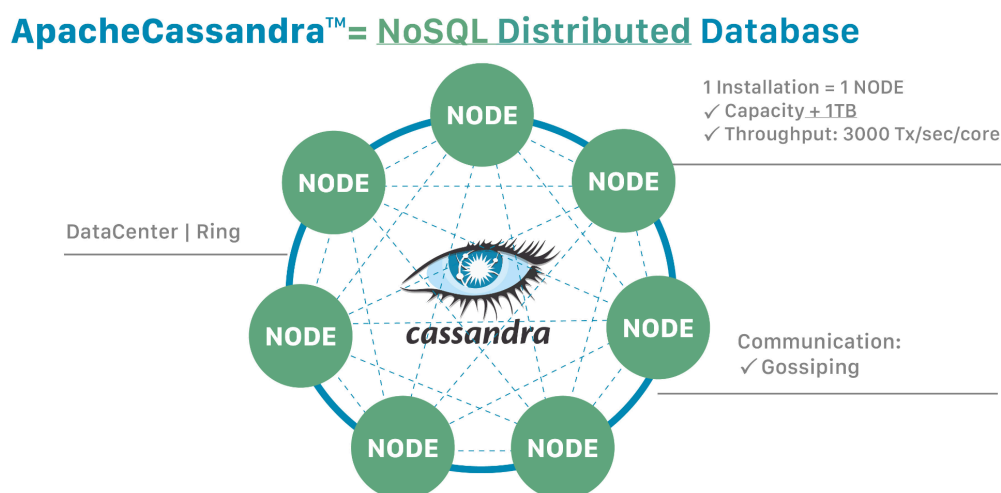 ApacheCassandra™= NoSQL Distributed Database
1 Installation = 1 NODE
✓ Capacity + 1TB
✓ Throughput: 3000 Tx/sec/core
NODE
NODE
NODE
DataCenter | Ring
NODE
NODE
cassandra
Communication:
✓ Gossiping
NODE
NODE